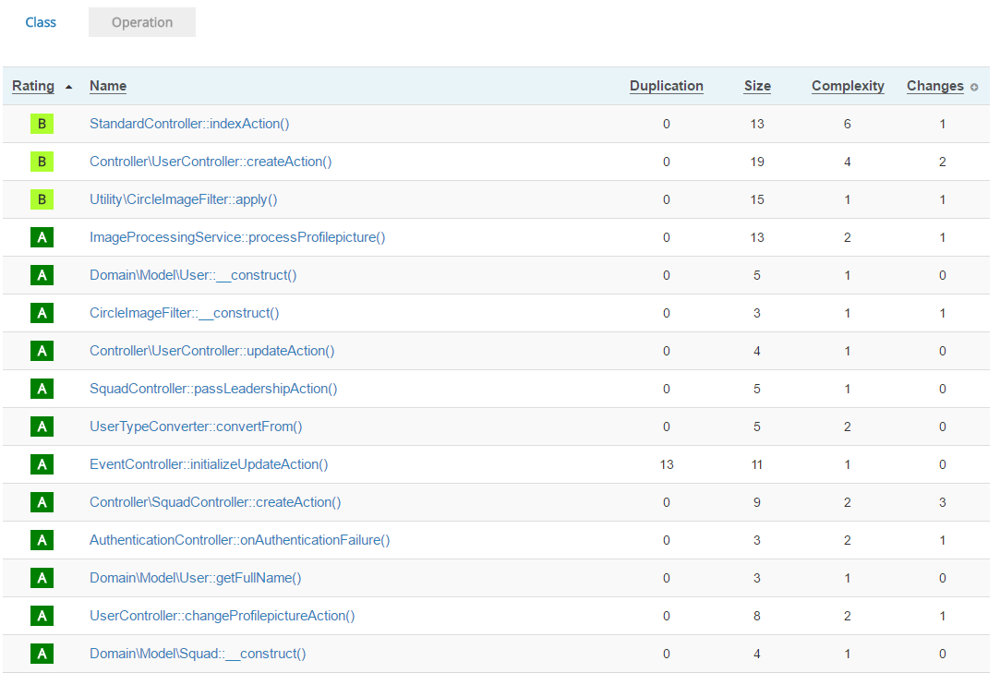 Class Operation
Rating Name Duplication Size Complexity Changes
B StandardController::indexAction() 0 13 6 1
B Controller\UserController::createAction() 0 19 4 2
B Utility\CircleImageFilter::apply() 0 15 1 1
A ImageProcessingService::processProfilepicture() 0 13 2 1
A Domain\Model\User::__construct() 0 5 1 0
A CircleImageFilter::__construct() 0 3 1 1
A Controller\UserController::updateAction() 0 4 1 0
A SquadController::passLeadershipAction() 0 5 1 0
A UserTypeConverter::convertFrom() 0 5 2 0
A EventController::initializeUpdateAction() 13 11 1 0
A Controller\SquadController::createAction() 0 9 2 3
A AuthenticationController::onAuthenticationFailure() 0 3 2 1
A Domain\Model\User::getFullName() 0 3 1 0
A UserController::changeProfilepictureAction() 0 8 2 1
A Domain\Model\Squad::__construct() 0 4 1 0